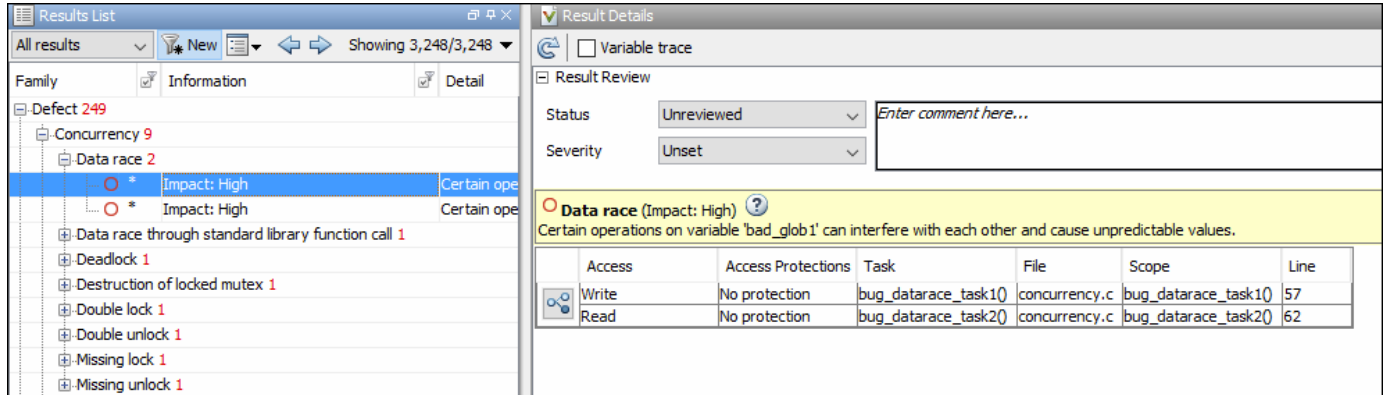 Results List
All results
New
Showing 3,248/3,248
Family Information Detail
Defect 249
Concurrency 9
Data race 2
* Impact: High Certain ope
* Impact: High Certain ope
Data race through standard library function call 1
Deadlock 1
Destruction of locked mutex 1
Double lock 1
Double unlock 1
Missing lock 1
Missing unlock 1
Result Details
Variable trace
Result Review
Status Unreviewed Enter comment here...
Severity Unset
Data race (Impact: High) ?
Certain operations on variable 'bad_glob1' can interfere with each other and cause unpredictable values.
Access Access Protections Task File Scope Line
Write No protection bug_datarace_task1() concurrency.c bug_datarace_task1() 57
Read No protection bug_datarace_task2() concurrency.c bug_datarace_task2() 62